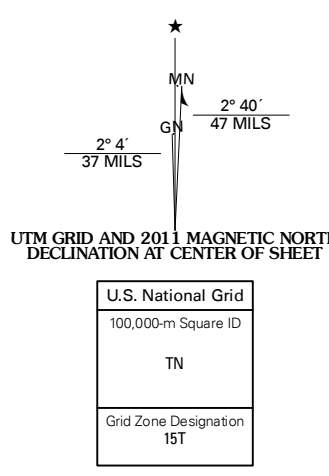 ★
MN
GN
2° 40´
47 MILS
2° 4´
37 MILS
UTM GRID AND 2011 MAGNETIC NORTH
DECLINATION AT CENTER OF SHEET
U.S. National Grid
100,000-m Square ID
TN
Grid Zone Designation
15T